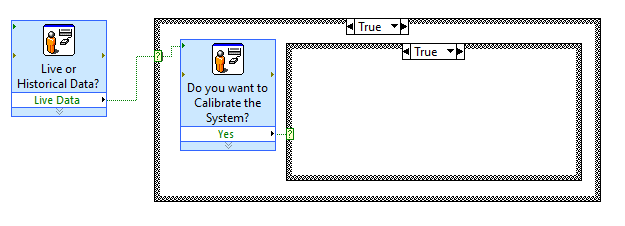 Live or
Historical Data?
Live Data
True
?
Do you want to
Calibrate the
System?
Yes
True
?